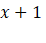 x + 1